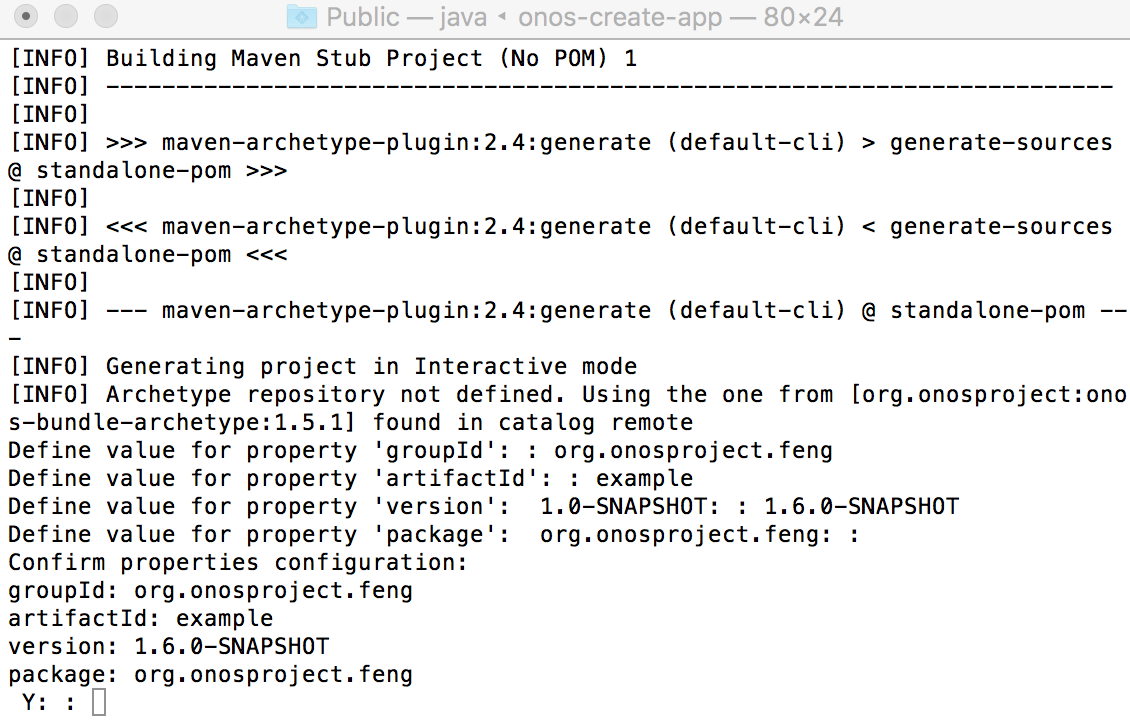 Public — java ◂ onos-create-app — 80×24
[INFO] Building Maven Stub Project (No POM) 1
[INFO] ------------------------------------------------------------------------
[INFO]
[INFO] >>> maven-archetype-plugin:2.4:generate (default-cli) > generate-sources
@ standalone-pom >>>
[INFO]
[INFO] <<< maven-archetype-plugin:2.4:generate (default-cli) < generate-sources
@ standalone-pom <<<
[INFO]
[INFO] --- maven-archetype-plugin:2.4:generate (default-cli) @ standalone-pom --
-
[INFO] Generating project in Interactive mode
[INFO] Archetype repository not defined. Using the one from [org.onosproject:ono
s-bundle-archetype:1.5.1] found in catalog remote
Define value for property 'groupId': : org.onosproject.feng
Define value for property 'artifactId': : example
Define value for property 'version':  1.0-SNAPSHOT: : 1.6.0-SNAPSHOT
Define value for property 'package':  org.onosproject.feng: :
Confirm properties configuration:
groupId: org.onosproject.feng
artifactId: example
version: 1.6.0-SNAPSHOT
package: org.onosproject.feng
 Y: :